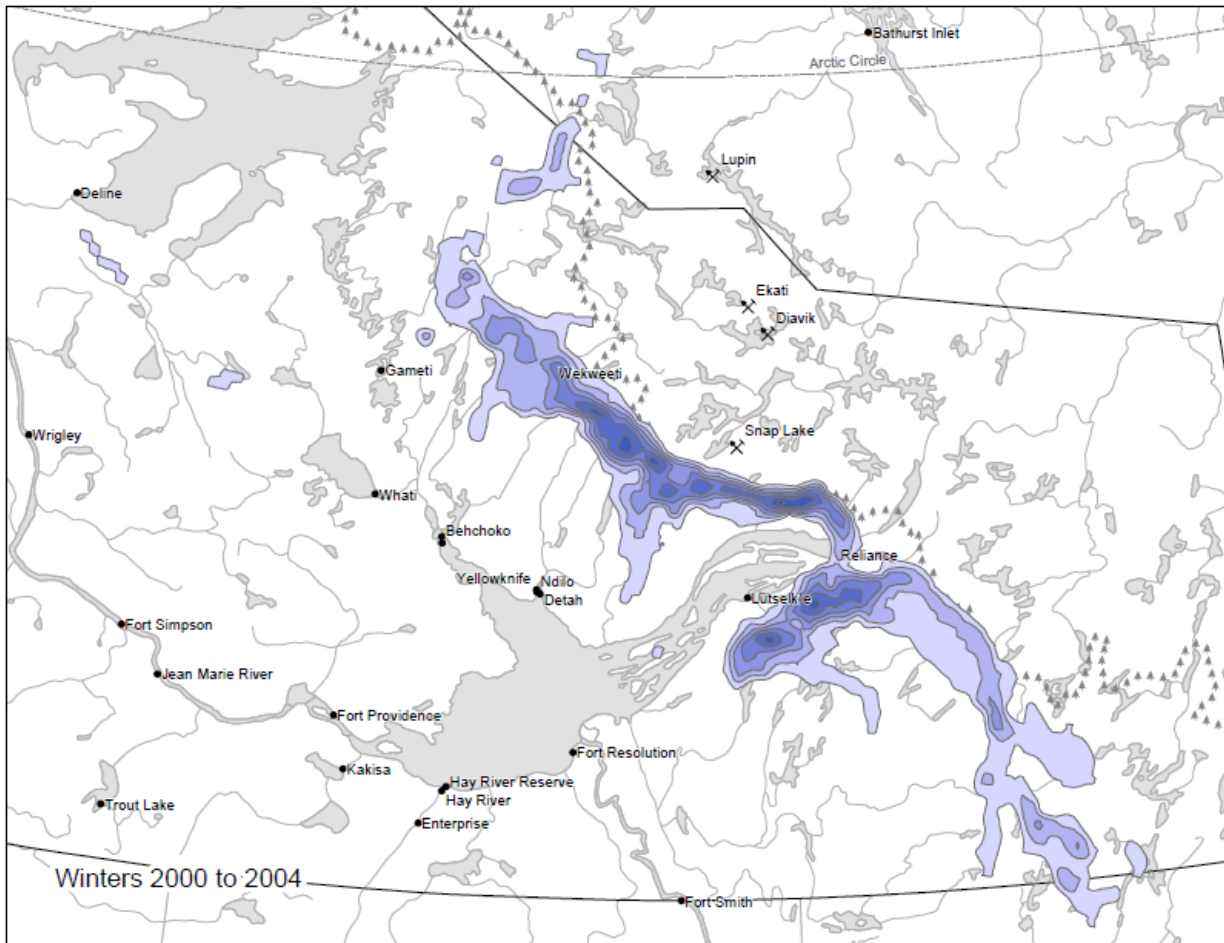 Bathurst Inlet
Arctic Circle
Lupin
Deline
Ekati
Diavik
Gameti
Wekweeti
Wrigley
Snap Lake
Whati
Behchoko
Reliance
Yellowknife
Ndilo
Detah
Lutselk'e
Fort Simpson
Jean Marie River
Fort Providence
Fort Resolution
Kakisa
Hay River Reserve
Hay River
Trout Lake
Enterprise
Winters 2000 to 2004
Fort Smith